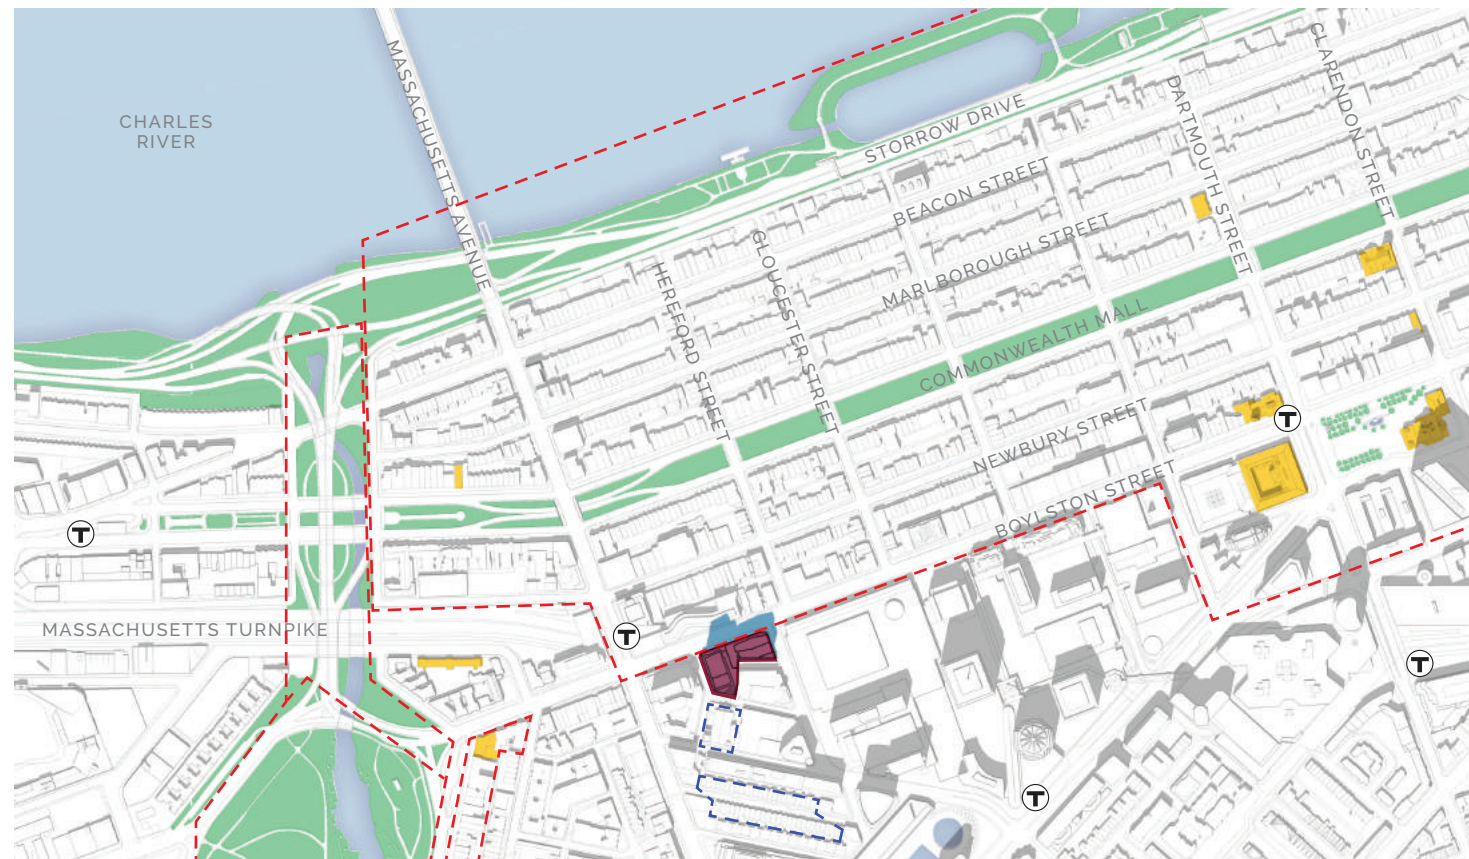 CHARLES
RIVER
MASSACHUSETTS AVENUE
STORROW DRIVE
BEACON STREET
MARLBOROUGH STREET
COMMONWEALTH MALL
NEWBURY STREET
BOYLSTON STREET
HEREFORD STREET
GLOUCESTER STREET
DARTMOUTH STREET
CLARENDON STREET
MASSACHUSETTS TURNPIKE
T
T
T
T
T